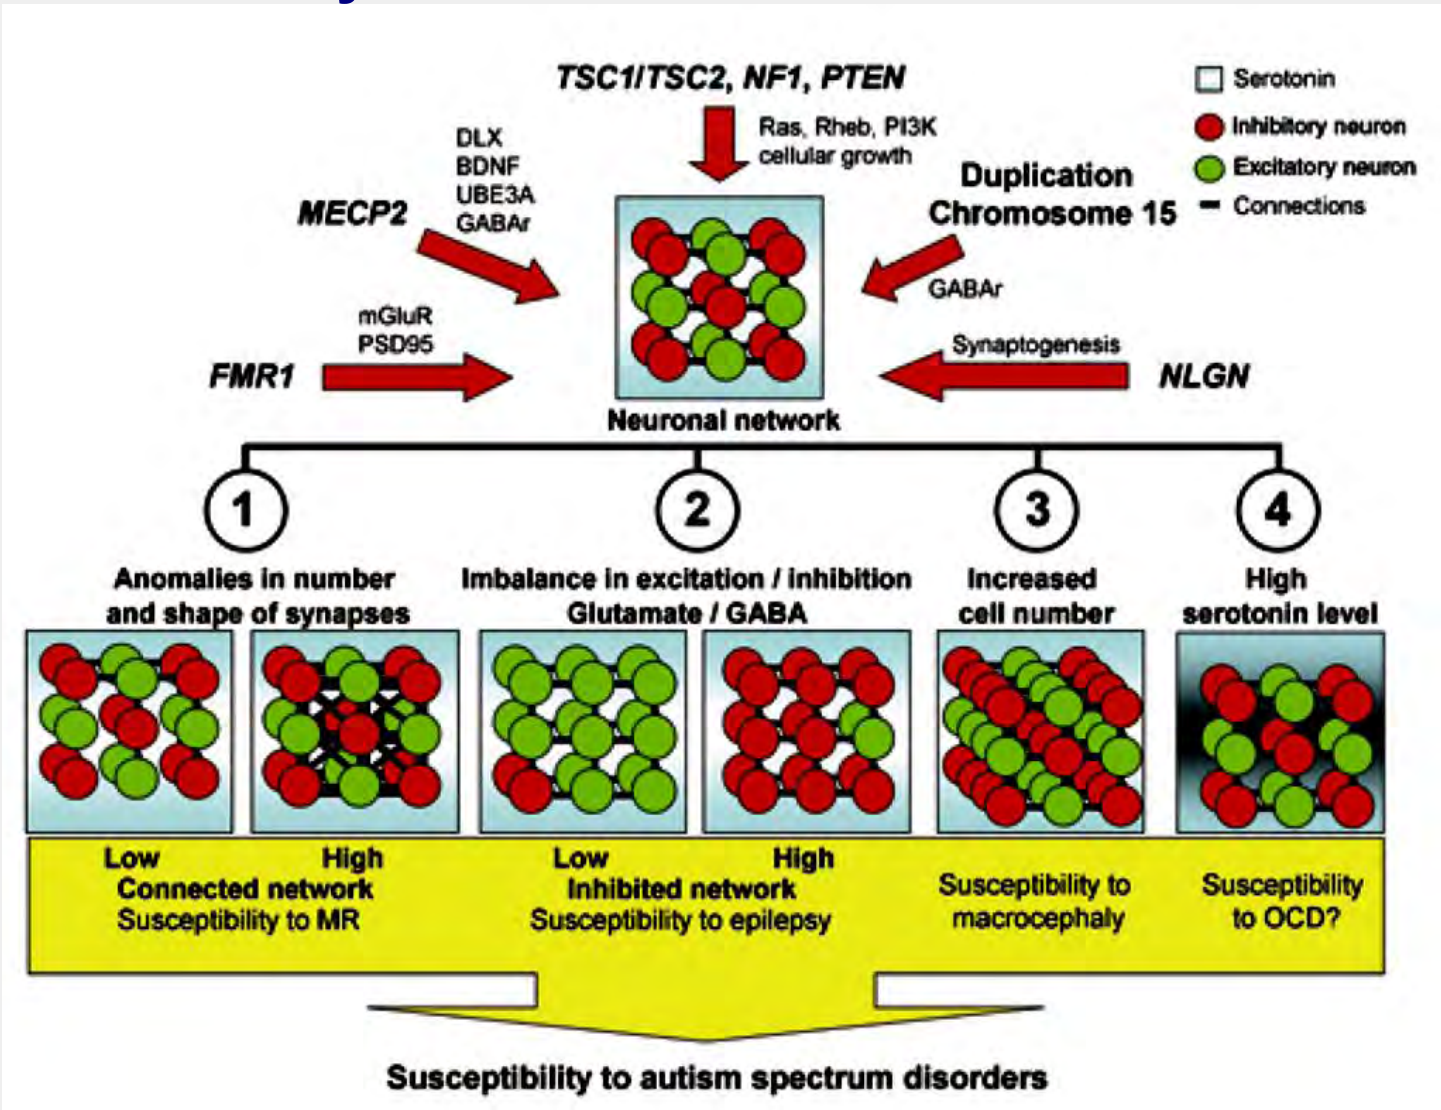 TSC1/TSC2, NF1, PTEN
Ras, Rheb, PI3K
cellular growth
Serotonin
Inhibitory neuron
Excitatory neuron
Connections
DLX
BDNF
UBE3A
GABAr
MECP2
Duplication
Chromosome 15
GABAr
mGluR
PSD95
FMR1
Synaptogenesis
NLGN
Neuronal network
1
Anomalies in number
and shape of synapses
2
Imbalance in excitation / inhibition
Glutamate / GABA
3
Increased
cell number
4
High
serotonin level
Low High
Connected network
Susceptibility to MR
Low High
Inhibited network
Susceptibility to epilepsy
Susceptibility to
macrocephaly
Susceptibility
to OCD?
Susceptibility to autism spectrum disorders